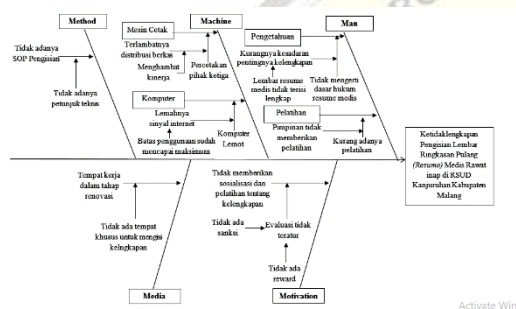 Method
Machine
Man
Mesin Cetak
Terlambatnya
distribusi berkas
Menghambat
kinerja
Percetakan
pihak ketiga
Komputer
Lemahnya
sinyal internet
Batas penggunaan sudah
mencapai maksimum
Komputer
Lemot
Tidak adanya
SOP Pengisian
Tidak adanya
petunjuk teknis
Pengetahuan
Kurangnya kesadaran
pentingnya kelengkapan
Lembar resume
medis tidak terisi
lengkap
Tidak mengerti
dasar hukum
resume medis
Pelatihan
Pimpinan tidak
memberikan
pelatihan
Kurang adanya
pelatihan
Ketidaklengkapan
Pengisian Lembar
Ringkasan Pulang
(Resume) Medis Rawat
inap di RSUD
Kanjuruhan Kabupaten
Malang
Tempat kerja
dalam tahap
renovasi
Tidak ada tempat
khusus untuk mengisi
kelngkapan
Tidak memberikan
sosialisasi dan
pelatihan tentang
kelengkapan
Tidak ada
sanksi
Evaluasi tidak
teratur
Tidak ada
reward
Media
Motivation
Activate Win